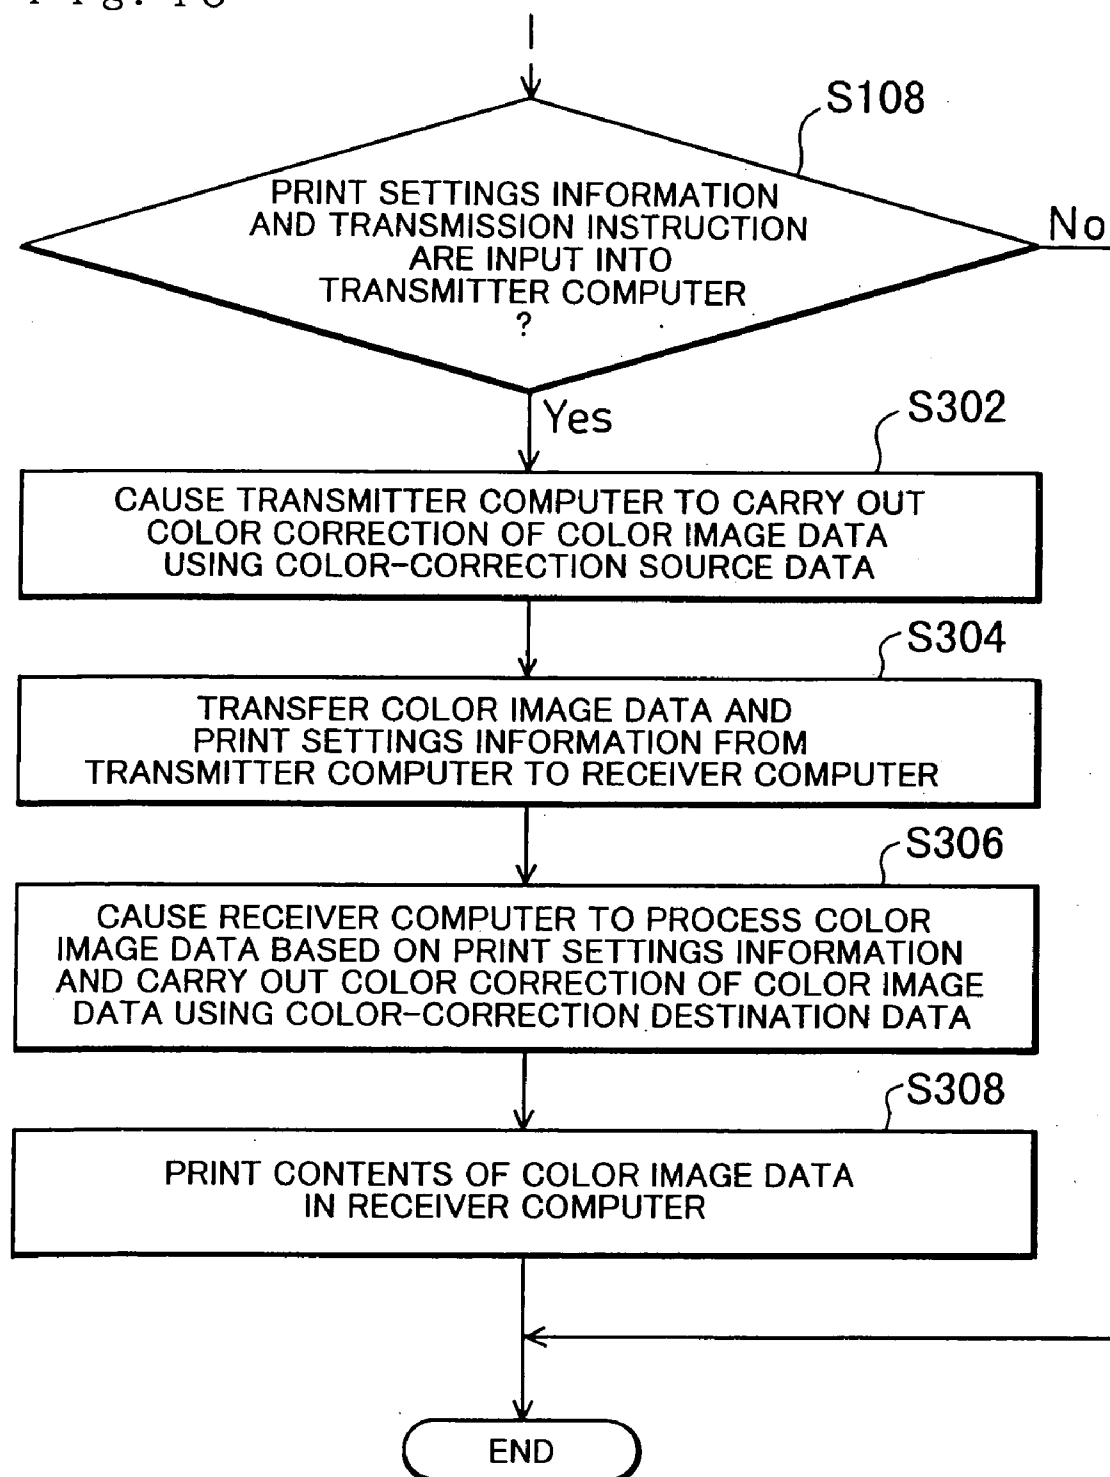 S108
PRINT SETTINGS INFORMATION
AND TRANSMISSION INSTRUCTION
ARE INPUT INTO
TRANSMITTER COMPUTER
?
No
Yes
S302
CAUSE TRANSMITTER COMPUTER TO CARRY OUT
COLOR CORRECTION OF COLOR IMAGE DATA
USING COLOR-CORRECTION SOURCE DATA
S304
TRANSFER COLOR IMAGE DATA AND
PRINT SETTINGS INFORMATION FROM
TRANSMITTER COMPUTER TO RECEIVER COMPUTER
S306
CAUSE RECEIVER COMPUTER TO PROCESS COLOR
IMAGE DATA BASED ON PRINT SETTINGS INFORMATION
AND CARRY OUT COLOR CORRECTION OF COLOR IMAGE
DATA USING COLOR-CORRECTION DESTINATION DATA
S308
PRINT CONTENTS OF COLOR IMAGE DATA
IN RECEIVER COMPUTER
END